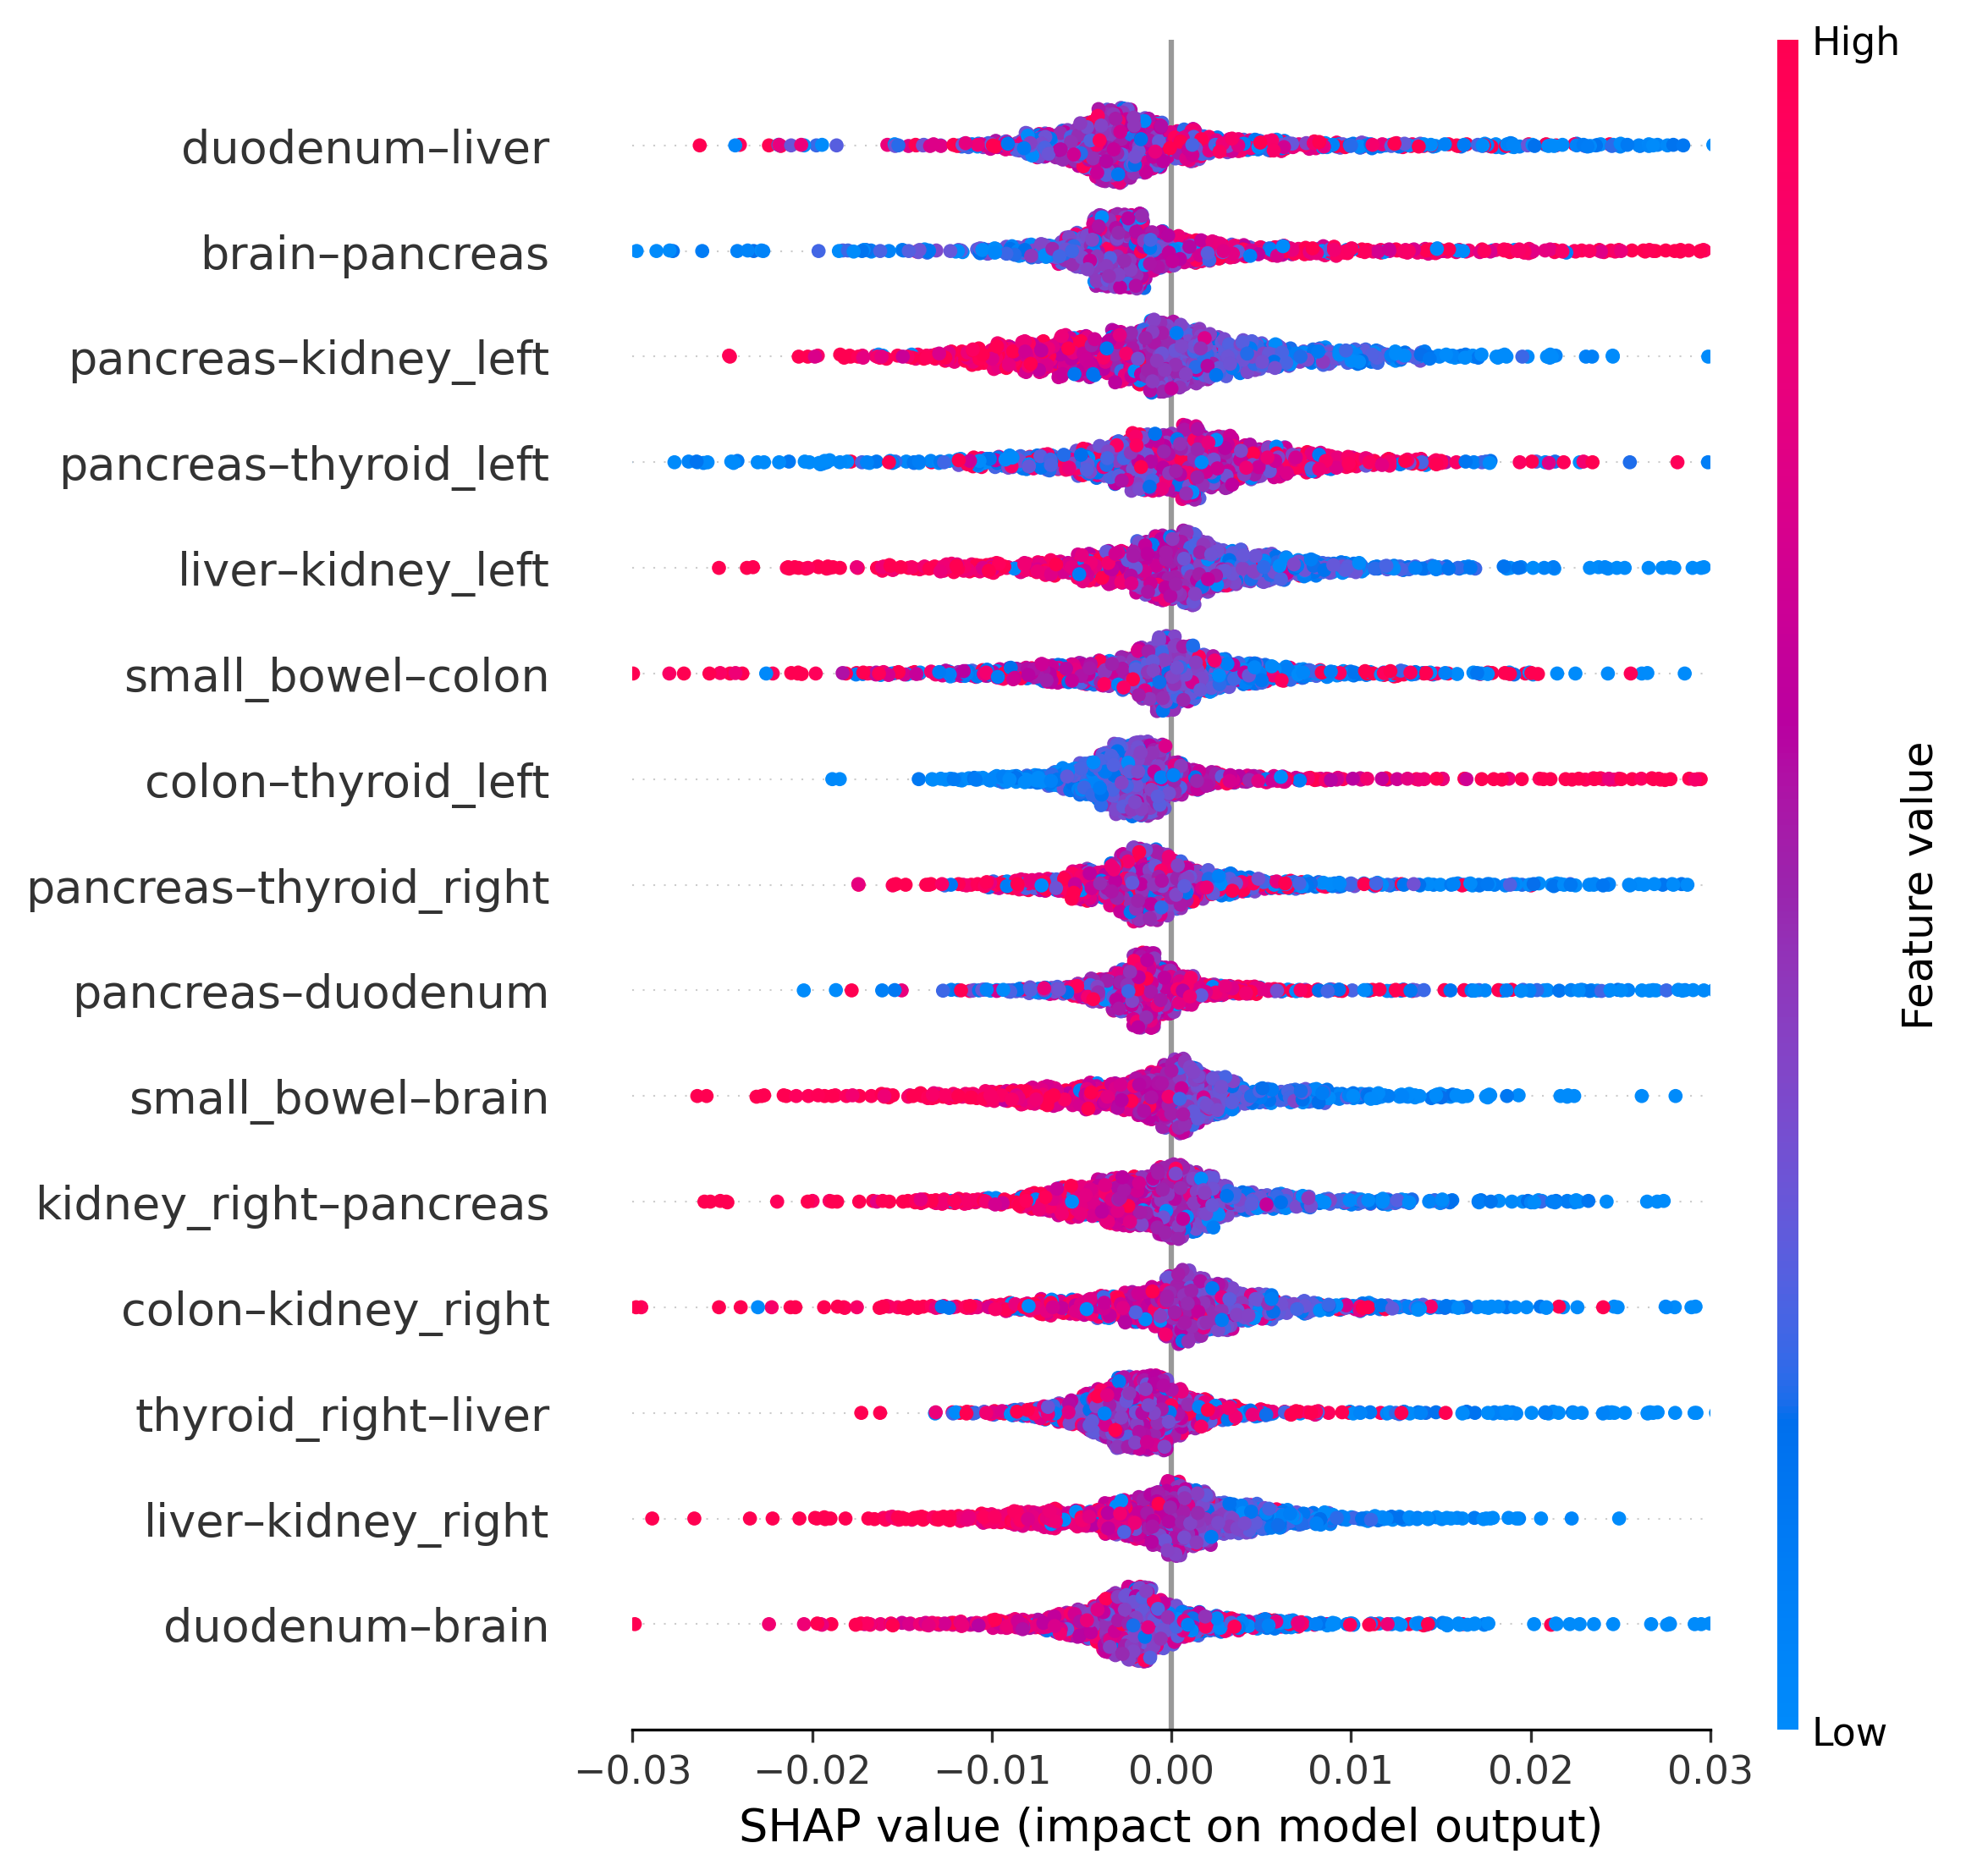 High
duodenum–liver
brain–pancreas
pancreas–kidney_left
pancreas–thyroid_left
liver–kidney_left
small_bowel–colon
colon–thyroid_left
pancreas–thyroid_right
pancreas–duodenum
small_bowel–brain
kidney_right–pancreas
colon–kidney_right
thyroid_right–liver
liver–kidney_right
duodenum–brain
Feature value
Low
−0.03 −0.02 −0.01 0.00 0.01 0.02 0.03
SHAP value (impact on model output)